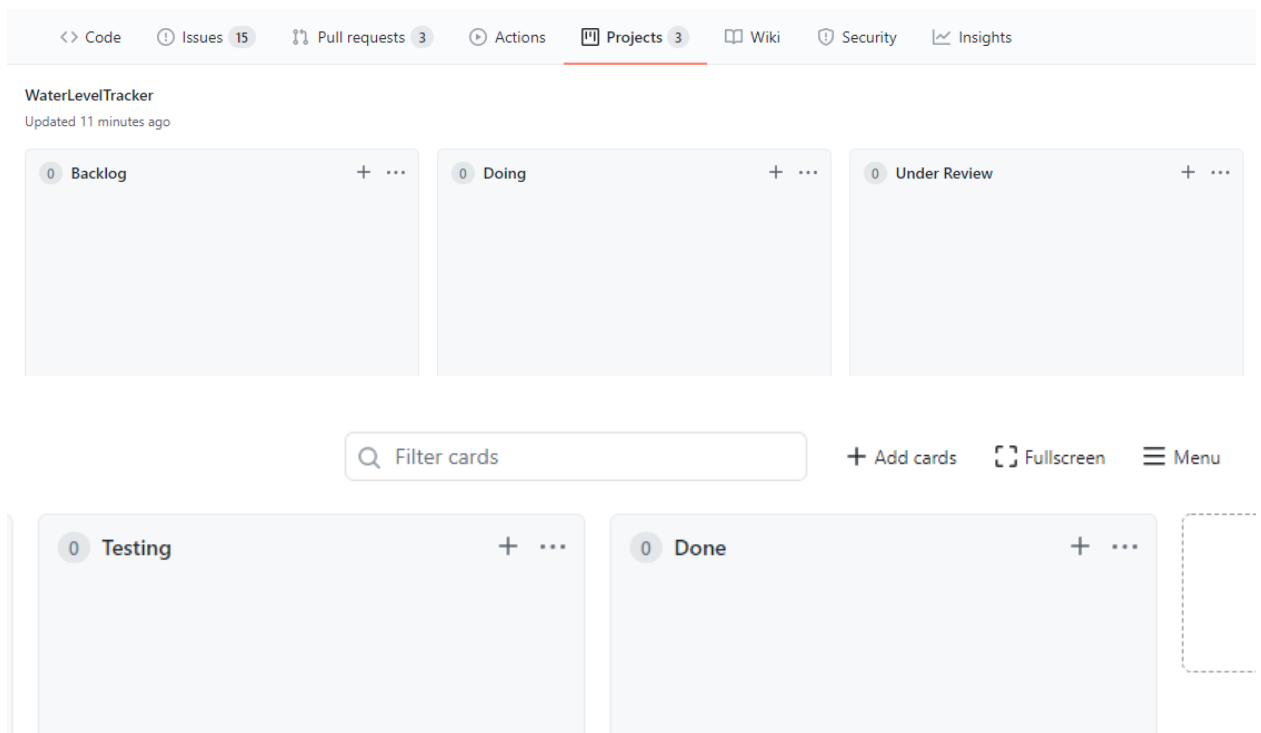 Code Issues 15 Pull requests 3 Actions Projects 3 Wiki Security Insights
WaterLevelTracker
Updated 11 minutes ago
0 Backlog 0 Doing 0 Under Review
Filter cards Add cards Fullscreen Menu
0 Testing 0 Done